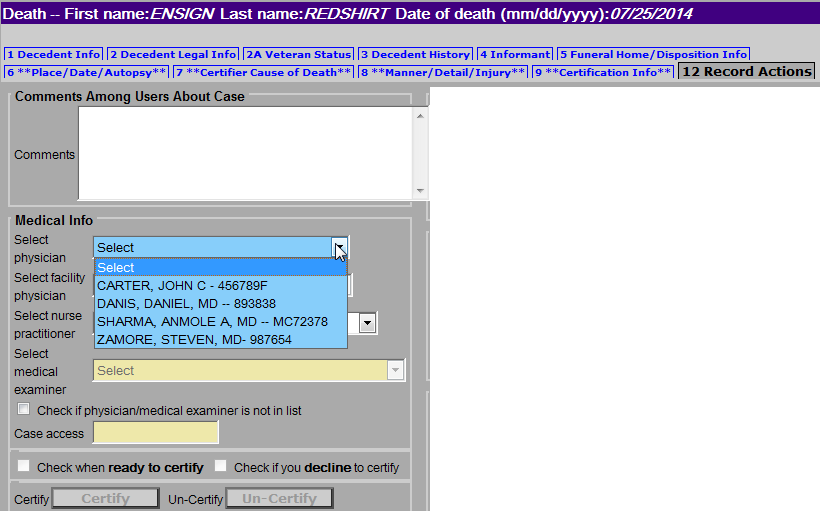 Death -- First name:ENSIGN Last name:REDSHIRT Date of death (mm/dd/yyyy):07/25/2014
1 Decedent Info 2 Decedent Legal Info 2A Veteran Status 3 Decedent History 4 Informant 5 Funeral Home/Disposition Info
6 **Place/Date/Autopsy** 7 **Certifier Cause of Death** 8 **Manner/Detail/Injury** 9 **Certification Info** 12 Record Actions
Comments Among Users About Case
Comments
Medical Info
Select physician
Select
Select
CARTER, JOHN C - 456789F
DANIS, DANIEL, MD -- 893838
SHARMA, ANMOLE A, MD -- MC72378
ZAMORE, STEVEN, MD- 987654
Select facility physician
Select nurse practitioner
Select medical examiner
Select
Check if physician/medical examiner is not in list
Case access
Check when ready to certify Check if you decline to certify
Certify Certify Un-Certify Un-Certify